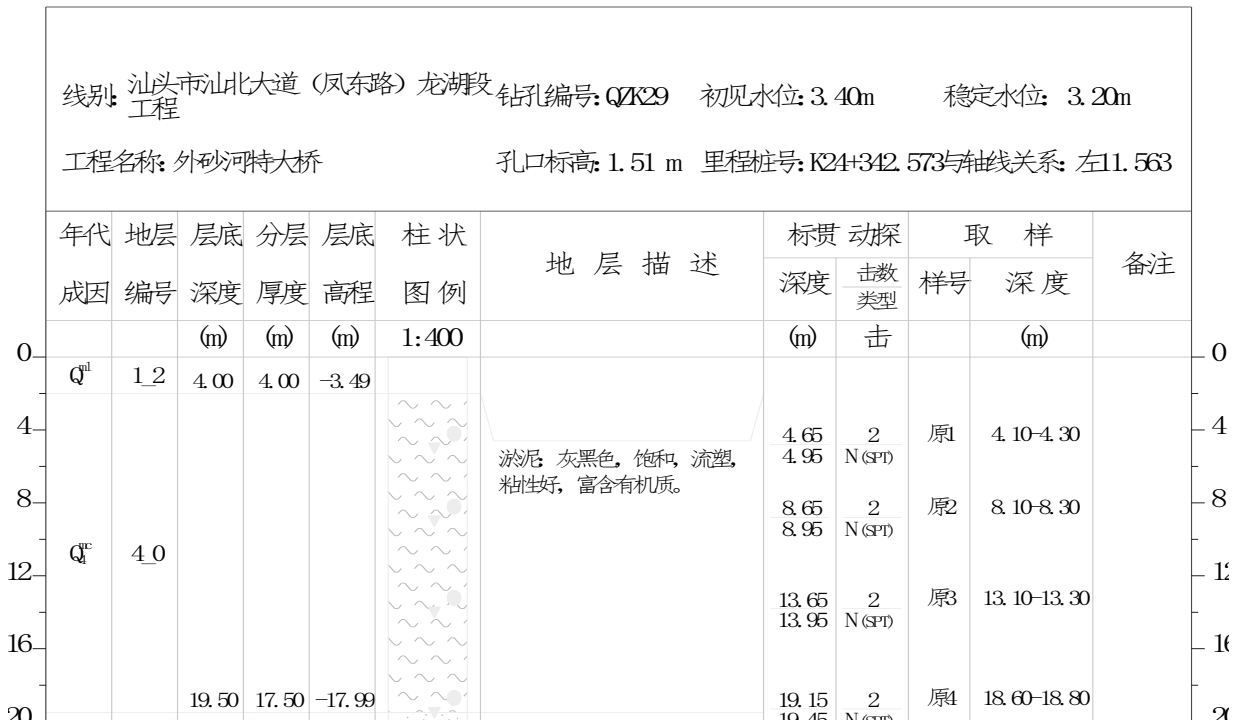 线别: 汕头市汕北大道（凤东路）龙湖段工程 钻孔编号:QZK29 初见水位:3.40m 稳定水位: 3.20m
工程名称: 外砂河特大桥 孔口标高:1.51 m 里程桩号:K24+342.573与轴线关系: 左11.563
年代成因 地层编号 层底深度 分层厚度 层底高程 柱状图例 地层描述 标贯 动探 取样 备注
深度 击数 样号 深度
类型
(m) (m) (m) 1:400 (m) 击 (m)
0 0
Q ml 1_2 4.00 4.00 -3.49
4 4.65 2 原1 4.10-4.30 4
4.95 N(SPT)
淤泥: 灰黑色, 饱和, 流塑,
粘性好, 富含有机质。
8 8.65 2 原2 8.10-8.30 8
8.95 N(SPT)
Q4 mc 4_0
12 12
13.65 2 原3 13.10-13.30
13.95 N(SPT)
16 16
19.50 17.50 -17.99 19.15 2 原4 18.60-18.80
20 19.45 N(SPT) 20